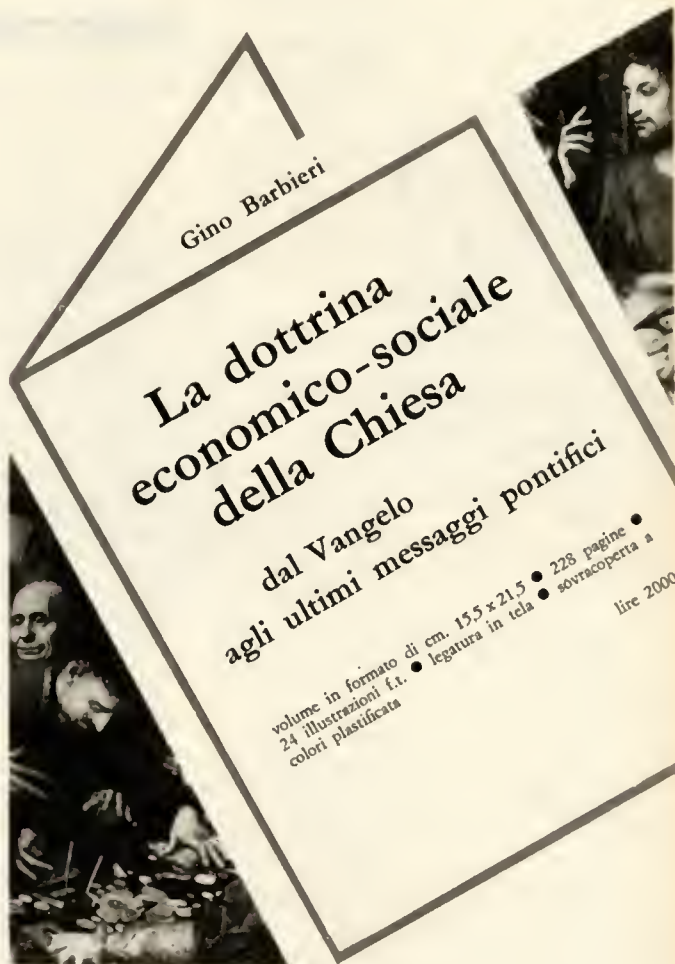 Gino Barbieri
La dottrina
economico-sociale
della Chiesa
dal Vangelo
agli ultimi messaggi pontifici
volume in formato di cm. 15,5 x 21,5 ● 228 pagine ●
24 illustrazioni f.t. ● legatura in tela ● sovracoperta a
colori plastificata
lire 2000